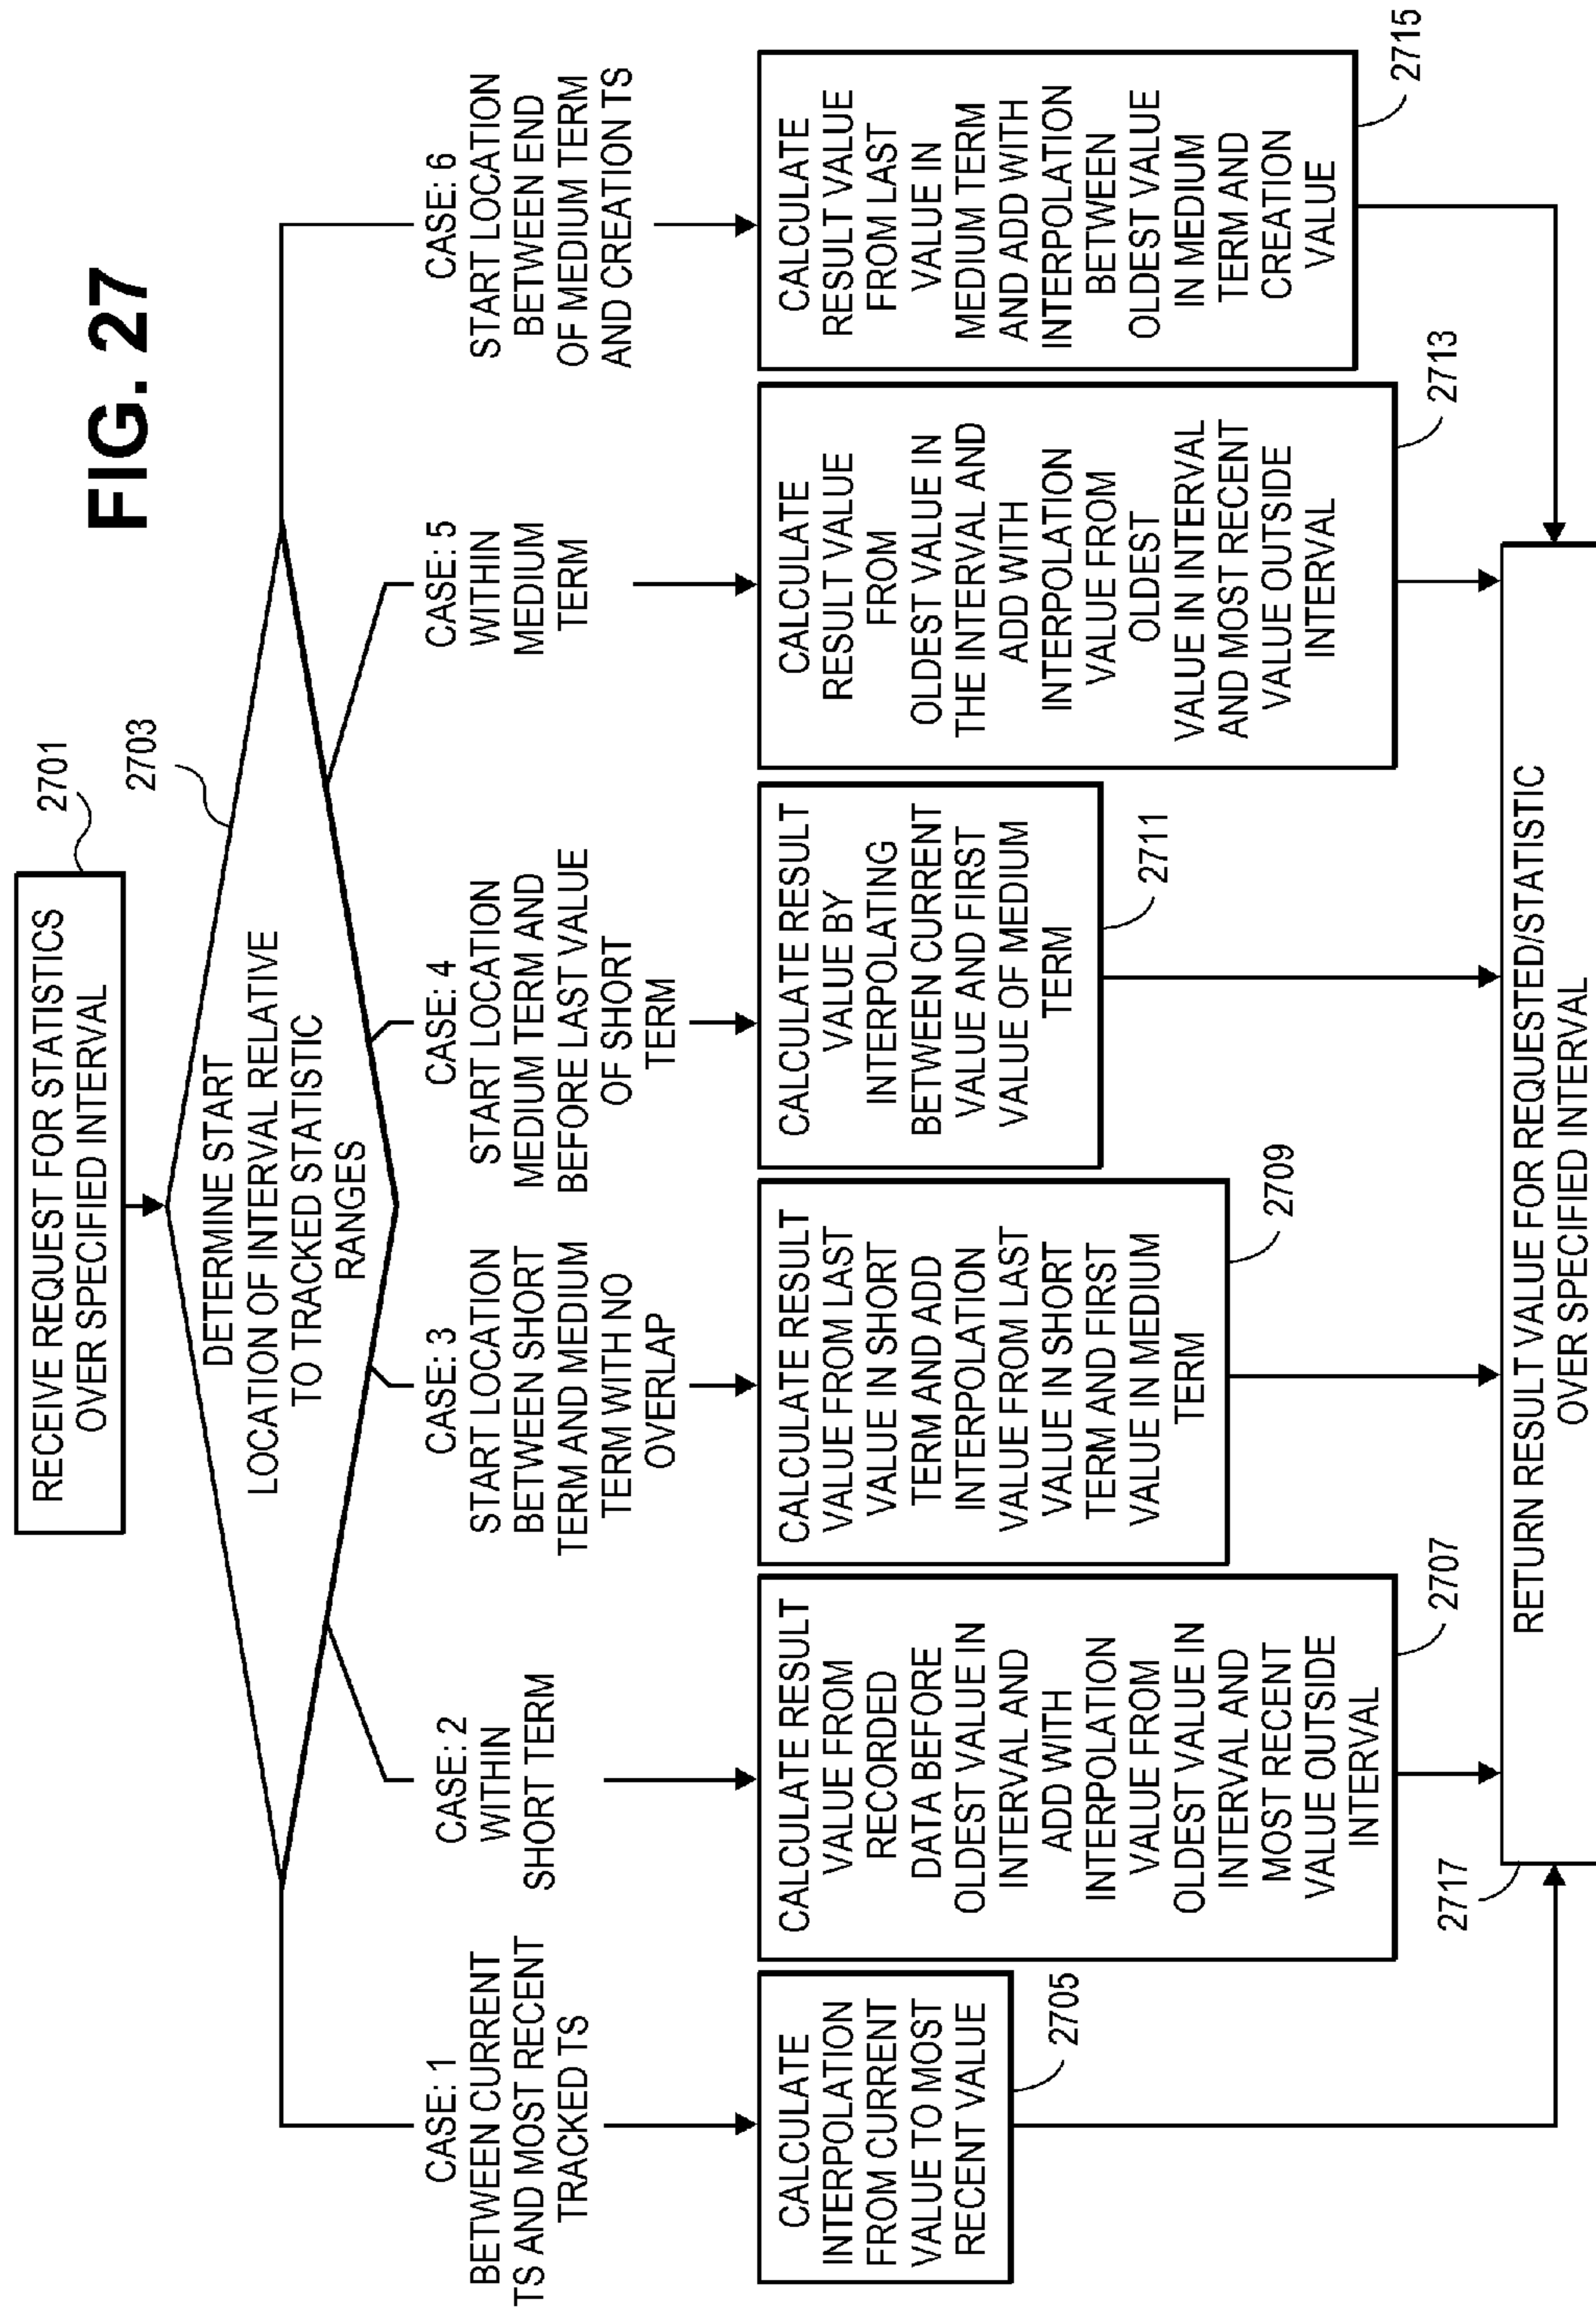 FIG. 27
RECEIVE REQUEST FOR STATISTICS
OVER SPECIFIED INTERVAL
2701
DETERMINE START
LOCATION OF INTERVAL RELATIVE
TO TRACKED STATISTIC
RANGES
2703
CASE: 1
BETWEEN CURRENT
TS AND MOST RECENT
TRACKED TS
CASE: 2
WITHIN
SHORT TERM
CASE: 3
START LOCATION
BETWEEN SHORT
TERM AND MEDIUM
TERM WITH NO
OVERLAP
CASE: 4
START LOCATION
MEDIUM TERM AND
BEFORE LAST VALUE
OF SHORT
TERM
CASE: 5
WITHIN
MEDIUM
TERM
CASE: 6
START LOCATION
BETWEEN END
OF MEDIUM TERM
AND CREATION TS
CALCULATE
INTERPOLATION
FROM CURRENT
VALUE TO MOST
RECENT VALUE
2705
CALCULATE RESULT
VALUE FROM
RECORDED
DATA BEFORE
OLDEST VALUE IN
INTERVAL AND
ADD WITH
INTERPOLATION
VALUE FROM
OLDEST VALUE IN
INTERVAL AND
MOST RECENT
VALUE OUTSIDE
INTERVAL
2707
CALCULATE RESULT
VALUE FROM LAST
VALUE IN SHORT
TERM AND ADD
INTERPOLATION
VALUE FROM LAST
VALUE IN SHORT
TERM AND FIRST
VALUE IN MEDIUM
TERM
2709
CALCULATE RESULT
VALUE BY
INTERPOLATING
BETWEEN CURRENT
VALUE AND FIRST
VALUE OF MEDIUM
TERM
2711
CALCULATE
RESULT VALUE
FROM
OLDEST VALUE IN
THE INTERVAL AND
ADD WITH
INTERPOLATION
VALUE FROM
OLDEST
VALUE IN INTERVAL
AND MOST RECENT
VALUE OUTSIDE
INTERVAL
2713
CALCULATE
RESULT VALUE
FROM LAST
VALUE IN
MEDIUM TERM
AND ADD WITH
INTERPOLATION
BETWEEN
OLDEST VALUE
IN MEDIUM
TERM AND
CREATION
VALUE
2715
2717
RETURN RESULT VALUE FOR REQUESTED/STATISTIC
OVER SPECIFIED INTERVAL